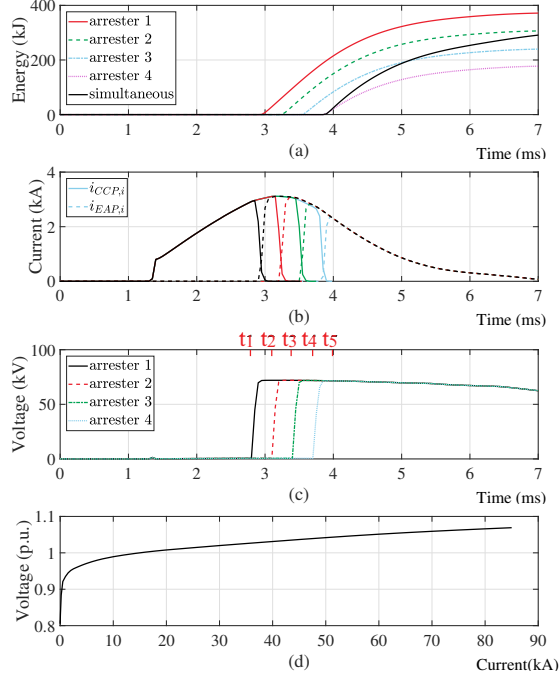 Energy (kJ)
400
200
0
arrester 1
arrester 2
arrester 3
arrester 4
simultaneous
0 1 2 3 4 5 6 7
(a)
Time (ms)
Current (kA)
4
2
0
i_{CCP,i}
i_{EAP,i}
0 1 2 3 4 5 6 7
(b)
Time (ms)
t1 t2 t3 t4 t5
Voltage (kV)
100
50
0
arrester 1
arrester 2
arrester 3
arrester 4
0 1 2 3 4 5 6 7
(c)
Time (ms)
Voltage (p.u.)
1.1
1
0.9
0.8
0 10 20 30 40 50 60 70 80 90
(d)
Current(kA)